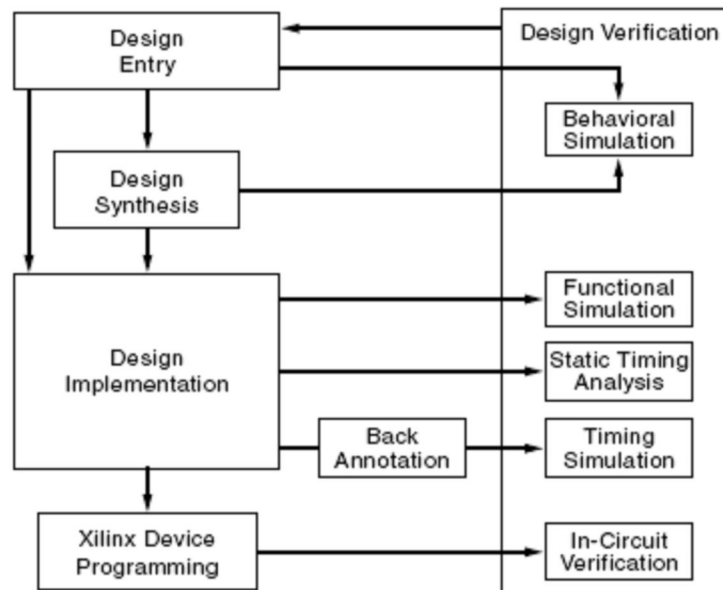 Design
Entry
Design Verification
Behavioral
Simulation
Design
Synthesis
Functional
Simulation
Design
Implementation
Static Timing
Analysis
Back
Annotation
Timing
Simulation
Xilinx Device
Programming
In-Circuit
Verification